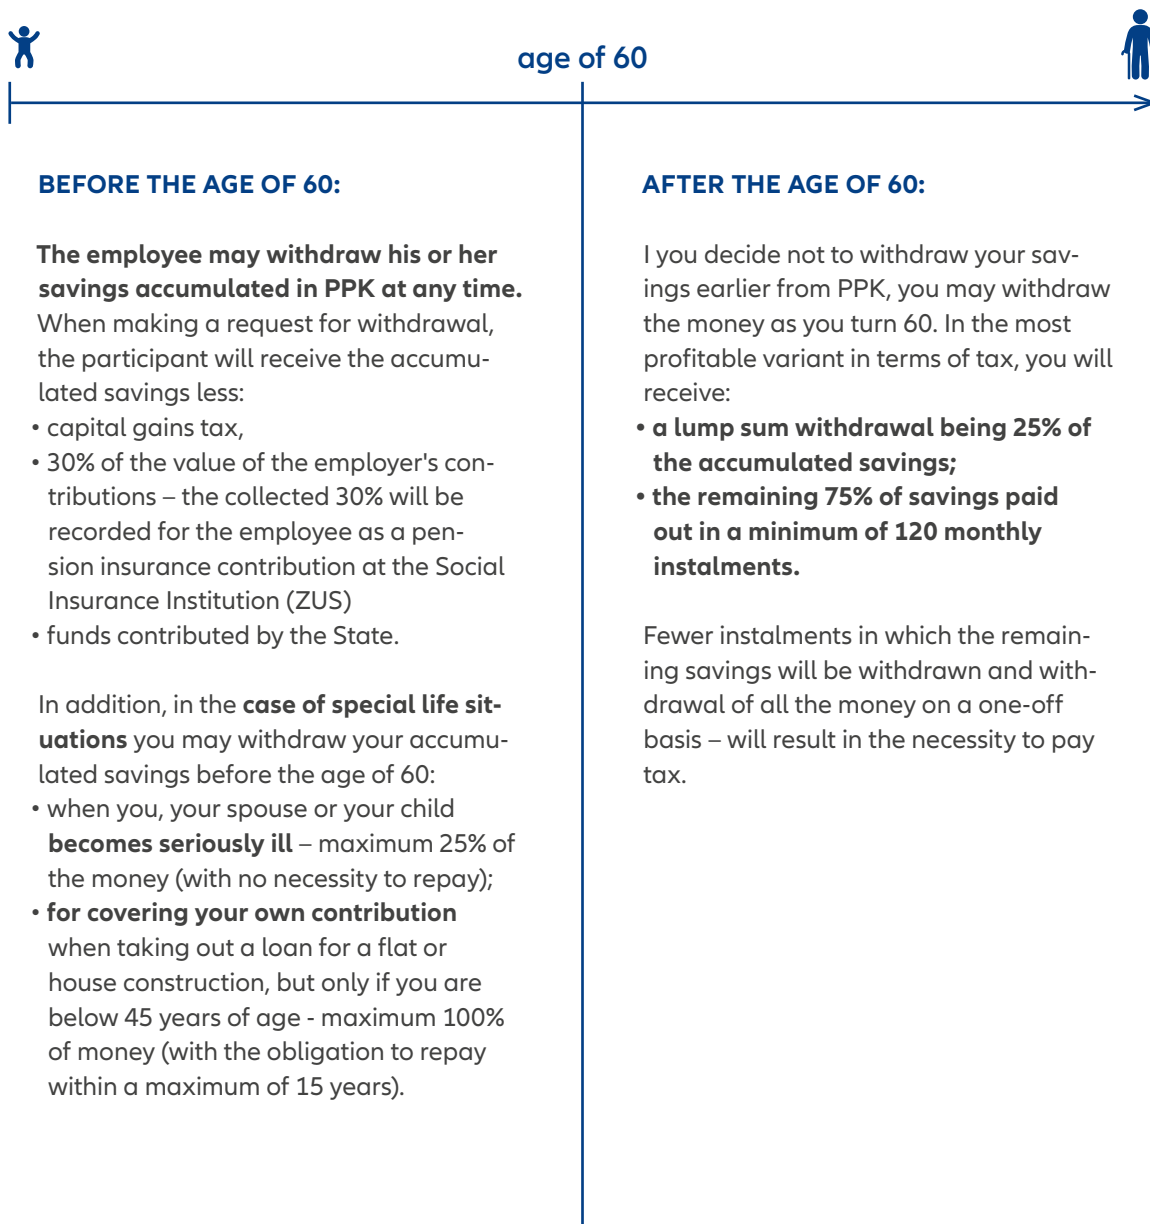 age of 60
BEFORE THE AGE OF 60:
The employee may withdraw his or her
savings accumulated in PPK at any time.
When making a request for withdrawal,
the participant will receive the accumu-
lated savings less:
• capital gains tax,
• 30% of the value of the employer's con-
tributions – the collected 30% will be
recorded for the employee as a pen-
sion insurance contribution at the Social
Insurance Institution (ZUS)
• funds contributed by the State.
In addition, in the case of special life sit-
uations you may withdraw your accumu-
lated savings before the age of 60:
• when you, your spouse or your child
becomes seriously ill – maximum 25% of
the money (with no necessity to repay);
• for covering your own contribution
when taking out a loan for a flat or
house construction, but only if you are
below 45 years of age - maximum 100%
of money (with the obligation to repay
within a maximum of 15 years).
AFTER THE AGE OF 60:
I you decide not to withdraw your sav-
ings earlier from PPK, you may withdraw
the money as you turn 60. In the most
profitable variant in terms of tax, you will
receive:
• a lump sum withdrawal being 25% of
the accumulated savings;
• the remaining 75% of savings paid
out in a minimum of 120 monthly
instalments.
Fewer instalments in which the remain-
ing savings will be withdrawn and with-
drawal of all the money on a one-off
basis – will result in the necessity to pay
tax.